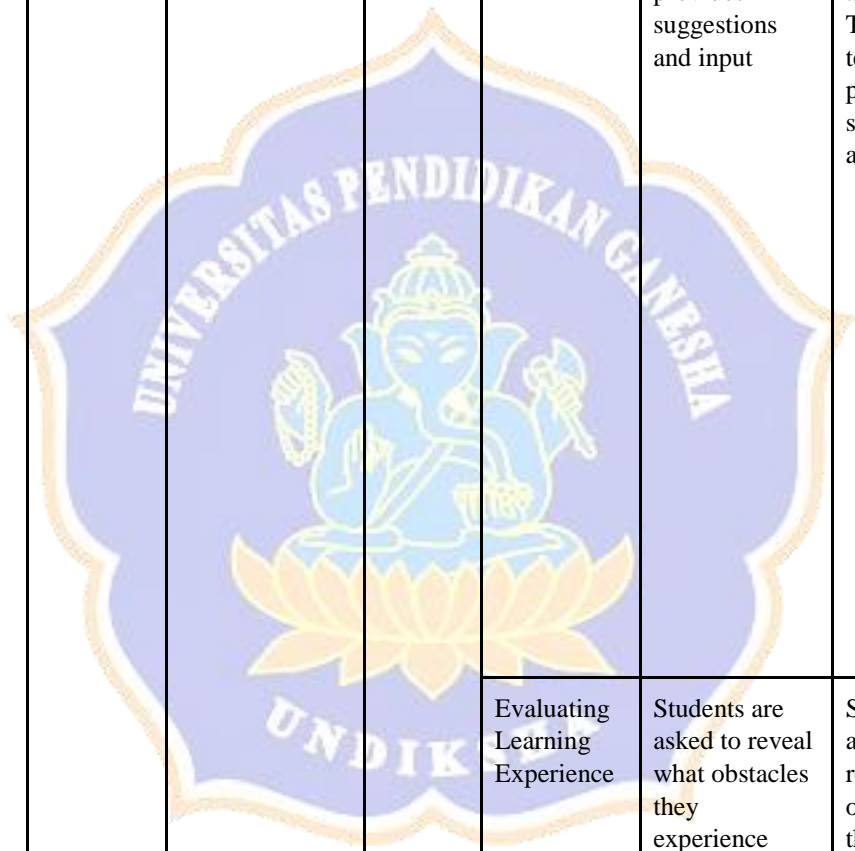 provides
suggestions
and input
UNIVERSITAS PENDIDIKAN GANESHA
UNDIKSHA
Evaluating
Learning
Experience
Students are
asked to reveal
what obstacles
they
experience